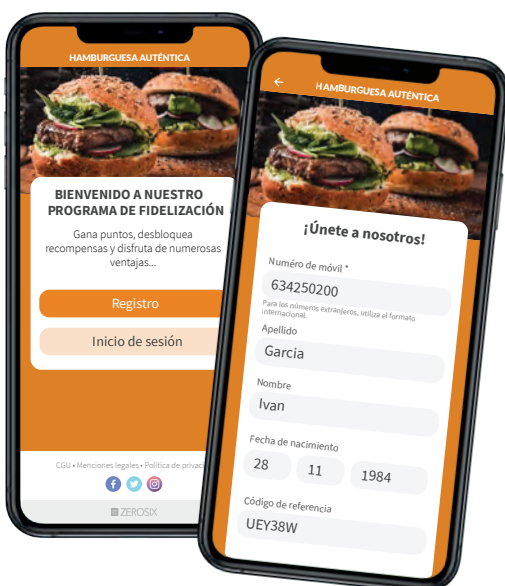 HAMBURGUESA AUTÉNTICA
BIENVENIDO A NUESTRO
PROGRAMA DE FIDELIZACIÓN
Gana puntos, desbloquea
recompensas y disfruta de numerosas
ventajas...
Registro
Inicio de sesión
CGU • Menciones legales • Política de
ZEROSIX
HAMBURGUESA AUTÉNTICA
¡Únete a nosotros!
Numéro de móvil *
634250200
Para los números extranjeros, utiliza el formato
internacional.
Apellido
Garcia
Nombre
Ivan
Fecha de nacimiento
28 11 1984
Código de referencia
UEY38W